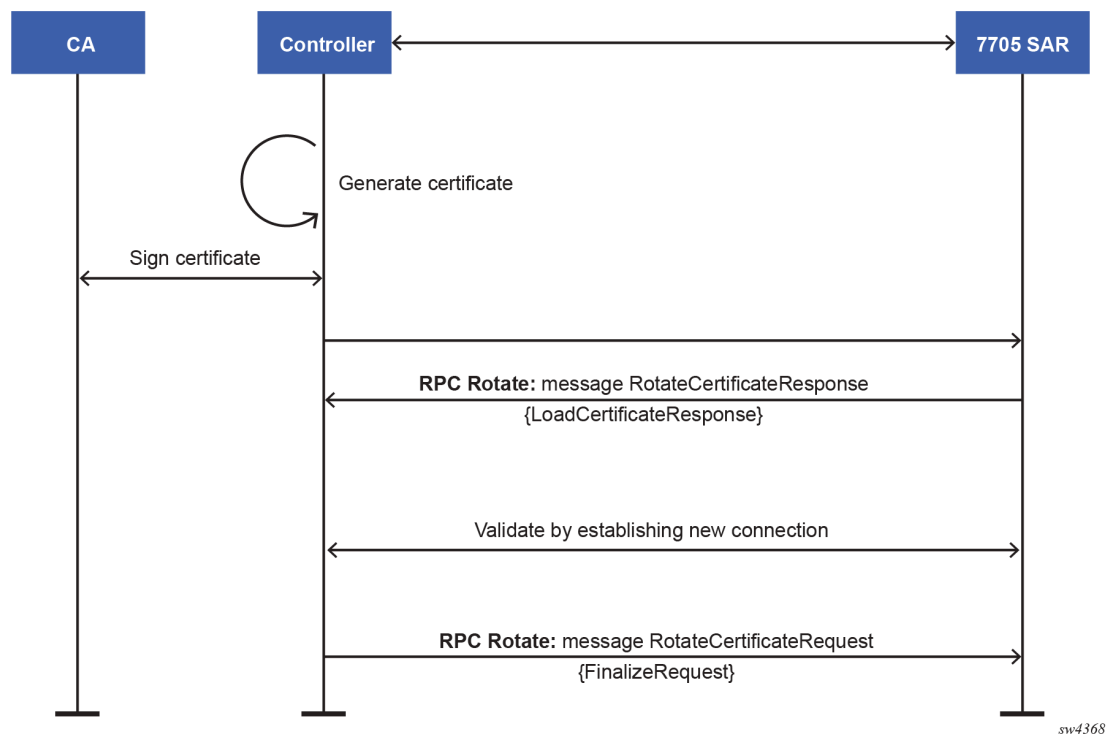 CA
Controller
7705 SAR
Generate certificate
Sign certificate
RPC Rotate: message RotateCertificateResponse
{LoadCertificateResponse}
Validate by establishing new connection
RPC Rotate: message RotateCertificateRequest
{FinalizeRequest}
sw4368